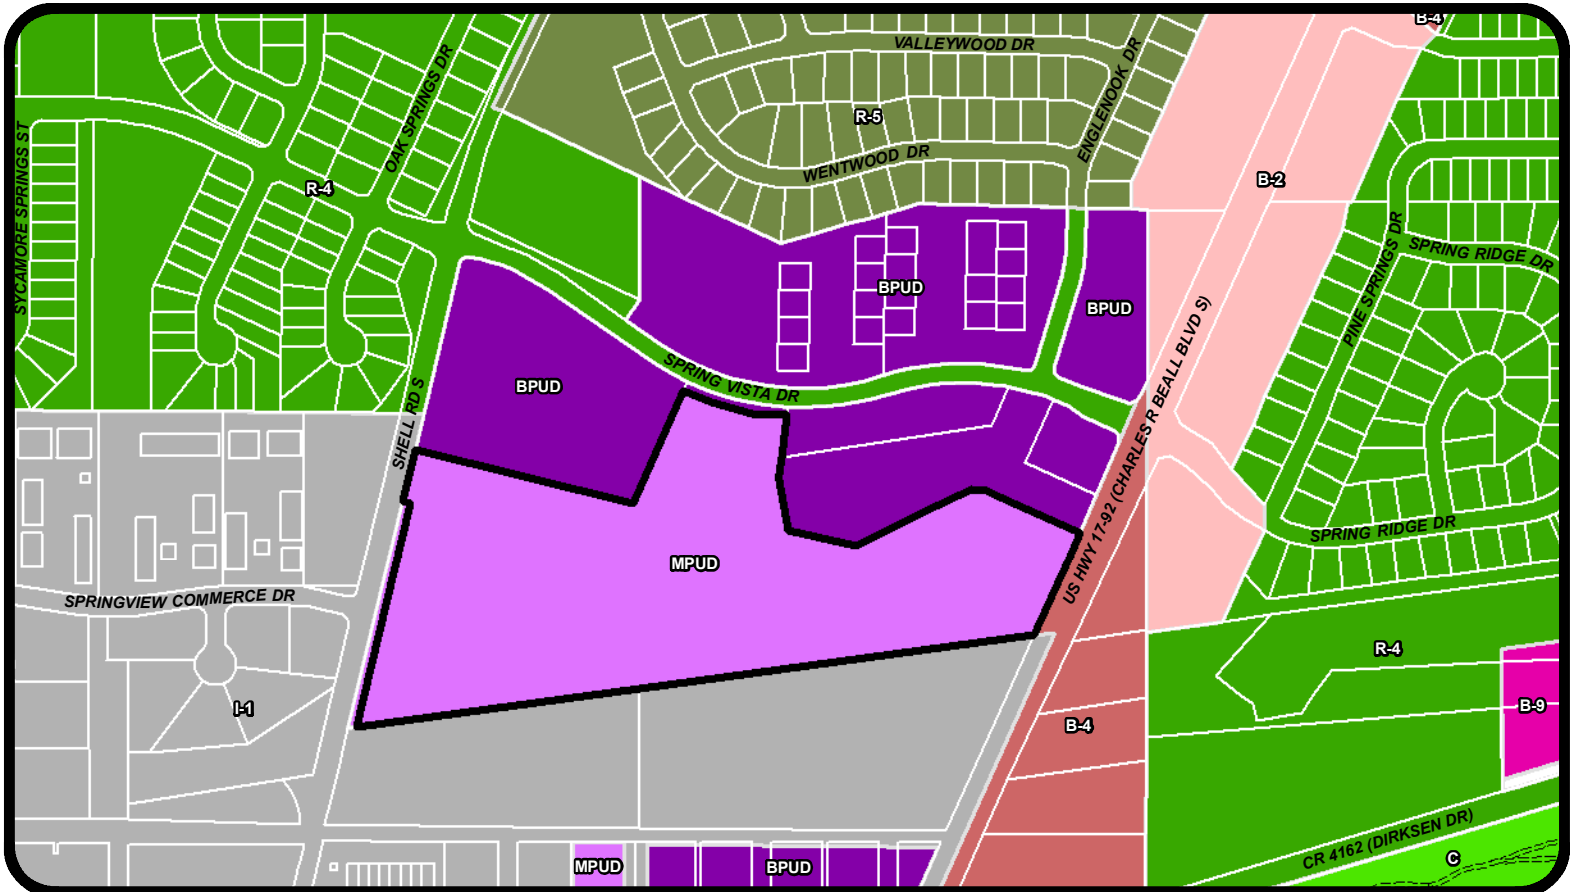 B-4
VALLEYWOOD DR
OAK SPRINGS DR
ENGLENOOK DR
R-5
SYCAMORE SPRINGS ST
WENTWOOD DR
R-4
B-2
PINE SPRINGS DR
SPRING RIDGE DR
BPUD
BPUD
BPUD
SPRING VISTA DR
SHELL RD S
US HWY 17-92 (CHARLES R BEALL BLVD S)
SPRING RIDGE DR
MPUD
SPRINGVIEW COMMERCE DR
R-4
I-1
B-9
B-4
CR 4162 (DIRKSEN DR)
C
MPUD
BPUD